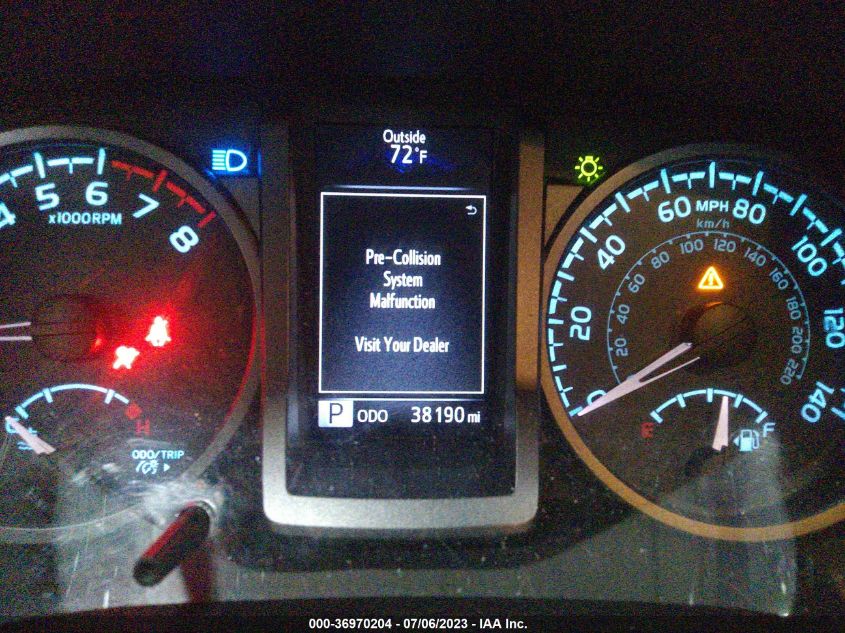 Outside
72°F
4 5 6 7 8
x1000RPM
Pre-Collision
System
Malfunction
Visit Your Dealer
P ODO 38190 mi
C H
ODO/TRIP
0 20 40 60 80 100 120 140
MPH
km/h
20 40 60 80 100 120 140 160 180 200 220
E F
000-36970204 - 07/06/2023 - IAA Inc.